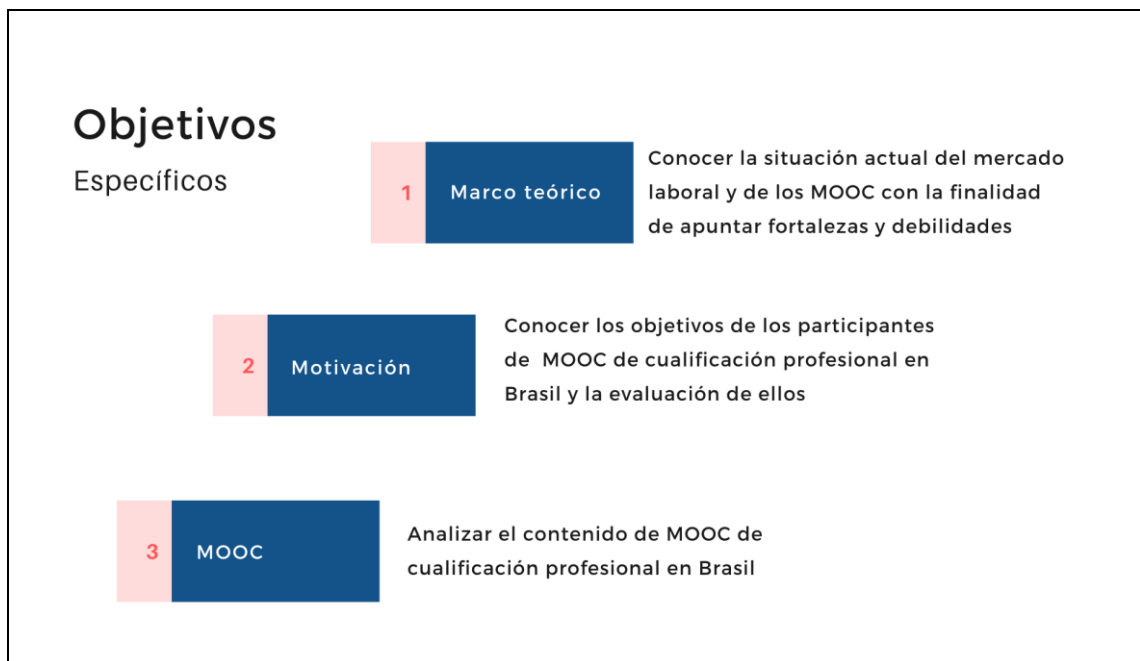 Objetivos
Específicos
1
Marco teórico
Conocer la situación actual del mercado
laboral y de los MOOC con la finalidad
de apuntar fortalezas y debilidades
2
Motivación
Conocer los objetivos de los participantes
de  MOOC de cualificación profesional en
Brasil y la evaluación de ellos
3
MOOC
Analizar el contenido de MOOC de
cualificación profesional en Brasil